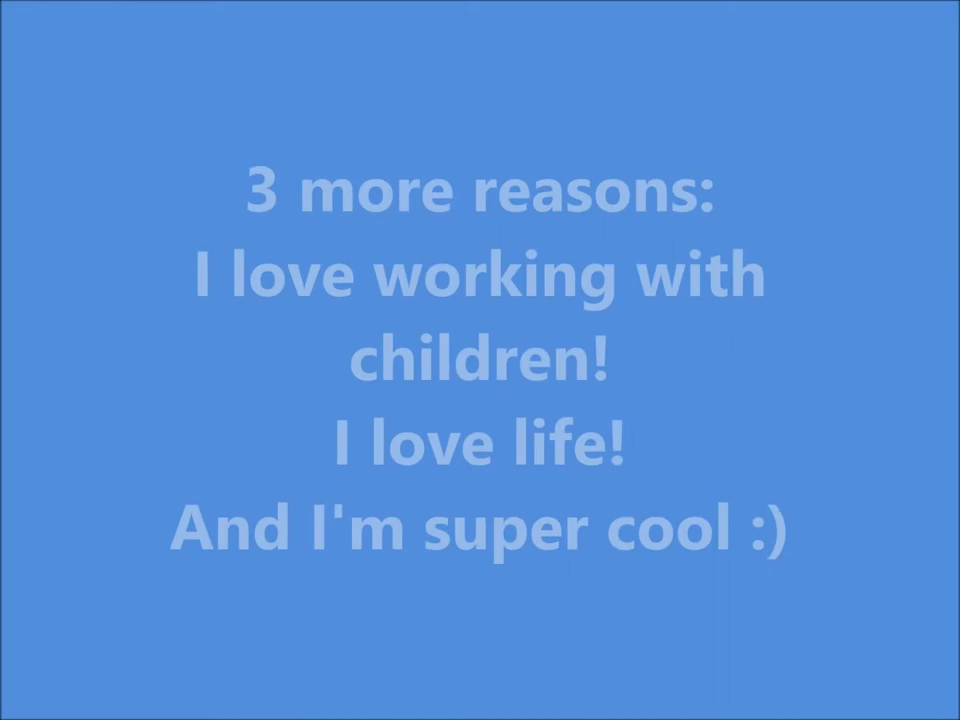 3 more reasons:
I love working with
children!
I love life!
And I'm super cool :)